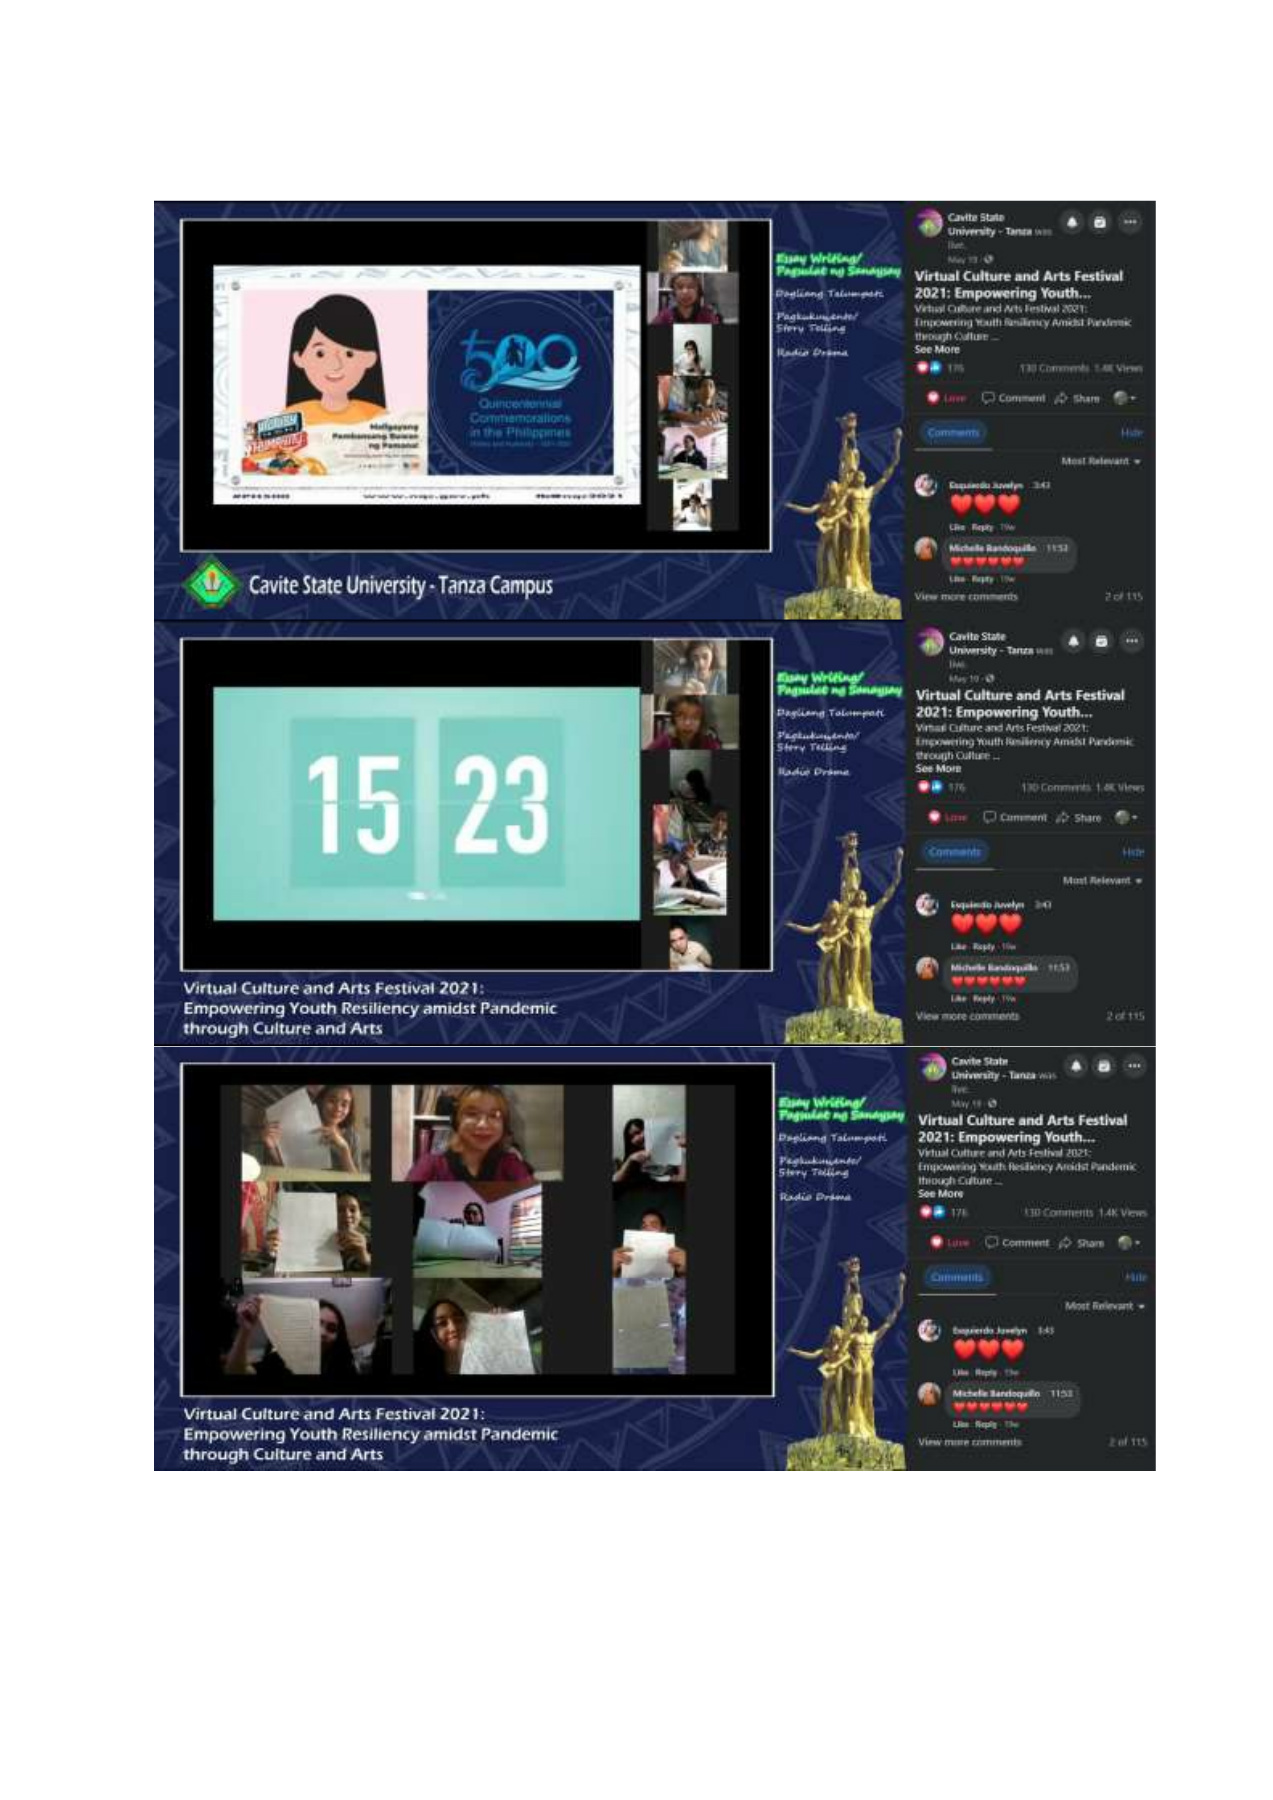 Essay Writing/
Pagsulat ng Sanaysay
Dagliang Talumpati
Pagkukuwento/
Story Telling
Radio Drama
500
Quincentennial
Commemorations
in the Philippines
Maligayang
Pambansang Buwan
ng Pamana!
Cavite State University - Tanza Campus
Cavite State
University - Tanza was
live.
May 19
Virtual Culture and Arts Festival
2021: Empowering Youth...
Virtual Culture and Arts Festival 2021:
Empowering Youth Resiliency Amidst Pandemic
through Culture ...
See More
176 130 Comments 1.4K Views
Love Comment Share
Comments Hide
Most Relevant
Esquierdo Juvelyn 3:43
Like Reply 19w
Michelle Bandoquillo 11:53
Like Reply 19w
View more comments 2 of 115
15 23
Virtual Culture and Arts Festival 2021:
Empowering Youth Resiliency amidst Pandemic
through Culture and Arts
Essay Writing/
Pagsulat ng Sanaysay
Dagliang Talumpati
Pagkukuwento/
Story Telling
Radio Drama
Cavite State
University - Tanza was
live.
May 19
Virtual Culture and Arts Festival
2021: Empowering Youth...
Virtual Culture and Arts Festival 2021:
Empowering Youth Resiliency Amidst Pandemic
through Culture ...
See More
176 130 Comments 1.4K Views
Love Comment Share
Comments Hide
Most Relevant
Esquierdo Juvelyn 3:43
Like Reply 19w
Michelle Bandoquillo 11:53
Like Reply 19w
View more comments 2 of 115
Virtual Culture and Arts Festival 2021:
Empowering Youth Resiliency amidst Pandemic
through Culture and Arts
Essay Writing/
Pagsulat ng Sanaysay
Dagliang Talumpati
Pagkukuwento/
Story Telling
Radio Drama
Cavite State
University - Tanza was
live.
May 19
Virtual Culture and Arts Festival
2021: Empowering Youth...
Virtual Culture and Arts Festival 2021:
Empowering Youth Resiliency Amidst Pandemic
through Culture ...
See More
176 130 Comments 1.4K Views
Love Comment Share
Comments Hide
Most Relevant
Esquierdo Juvelyn 3:43
Like Reply 19w
Michelle Bandoquillo 11:53
Like Reply 19w
View more comments 2 of 115